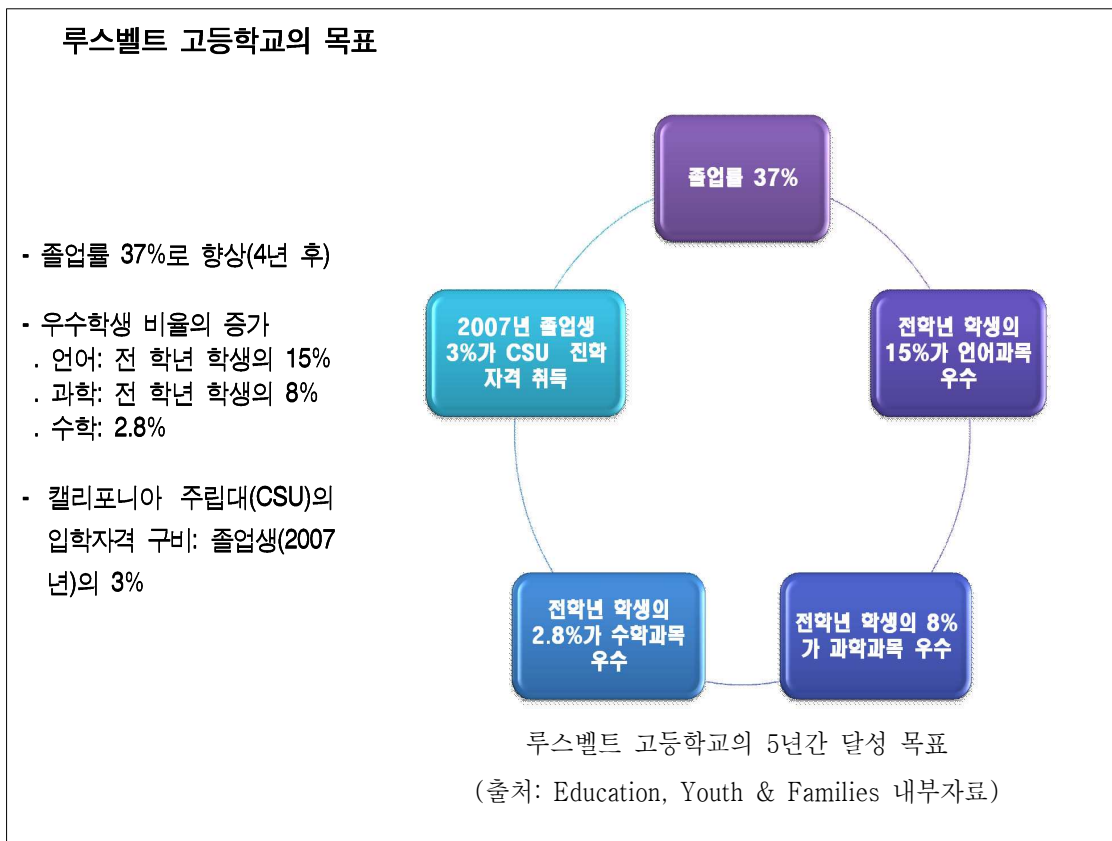 루스벨트 고등학교의 목표
- 졸업률 37%로 향상(4년 후)
- 우수학생 비율의 증가
. 언어: 전 학년 학생의 15%
. 과학: 전 학년 학생의 8%
. 수학: 2.8%
- 캘리포니아 주립대(CSU)의
입학자격 구비: 졸업생(2007
년)의 3%
졸업률 37%
전학년 학생의
15%가 언어과목
우수
전학년 학생의 8%
가 과학과목 우수
전학년 학생의
2.8%가 수학과목
우수
2007년 졸업생
3%가 CSU 진학
자격 취득
루스벨트 고등학교의 5년간 달성 목표
(출처: Education, Youth & Families 내부자료)